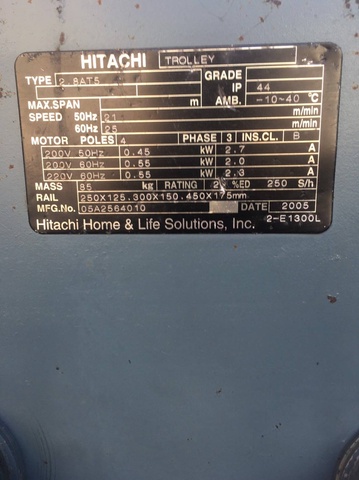 HITACHI TROLLEY
TYPE 2.8AT5 GRADE
IP 44
MAX.SPAN m AMB. -10~40 °C
SPEED 50Hz 21 m/min
60Hz 25 m/min
MOTOR POLES 4 PHASE 3 INS.CL. B
200V 50Hz 0.45 kW 2.7 A
200V 60Hz 0.55 kW 2.0 A
220V 60Hz 0.55 kW 2.3 A
MASS 85 kg RATING %ED 250 S/h
RAIL 250X125.300X150.450X175mm
MFG.No. 05A2564010 DATE 2005
2-E1300L
Hitachi Home & Life Solutions, Inc.